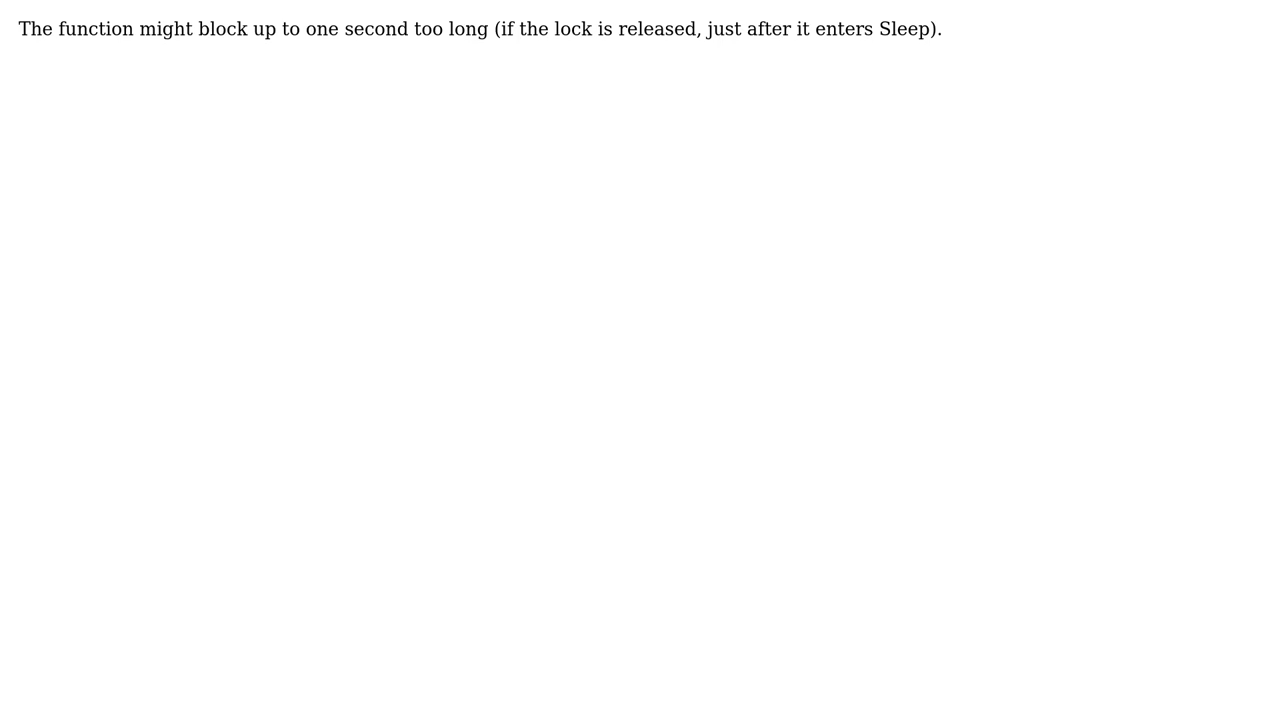 The function might block up to one second too long (if the lock is released, just after it enters Sleep).